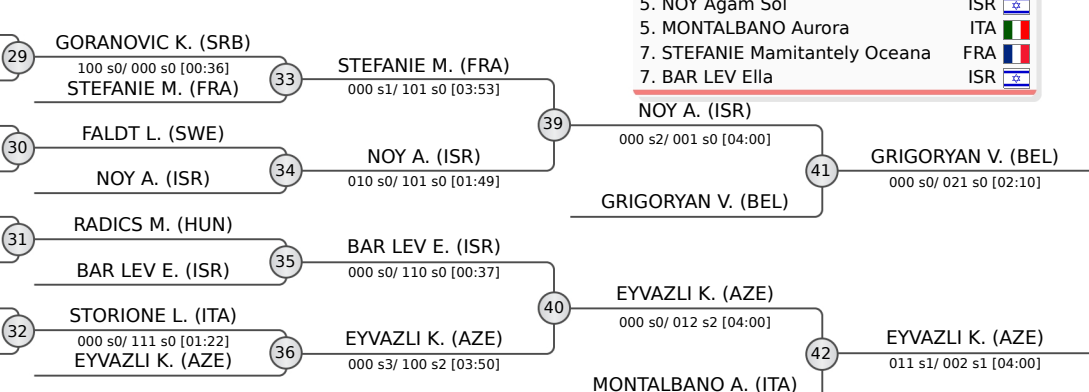 5. NOY Agam Sol ISR
5. MONTALBANO Aurora ITA
7. STEFANIE Mamitantely Oceana FRA
7. BAR LEV Ella ISR
29
GORANOVIC K. (SRB)
100 s0/ 000 s0 [00:36]
STEFANIE M. (FRA)
33
30
FALDT L. (SWE)
NOY A. (ISR)
34
31
RADICS M. (HUN)
BAR LEV E. (ISR)
35
32
STORIONE L. (ITA)
000 s0/ 111 s0 [01:22]
EYVAZLI K. (AZE)
36
STEFANIE M. (FRA)
000 s1/ 101 s0 [03:53]
39
NOY A. (ISR)
010 s0/ 101 s0 [01:49]
BAR LEV E. (ISR)
000 s0/ 110 s0 [00:37]
40
EYVAZLI K. (AZE)
000 s3/ 100 s2 [03:50]
NOY A. (ISR)
000 s2/ 001 s0 [04:00]
41
GRIGORYAN V. (BEL)
EYVAZLI K. (AZE)
000 s0/ 012 s2 [04:00]
42
MONTALBANO A. (ITA)
GRIGORYAN V. (BEL)
000 s0/ 021 s0 [02:10]
EYVAZLI K. (AZE)
011 s1/ 002 s1 [04:00]